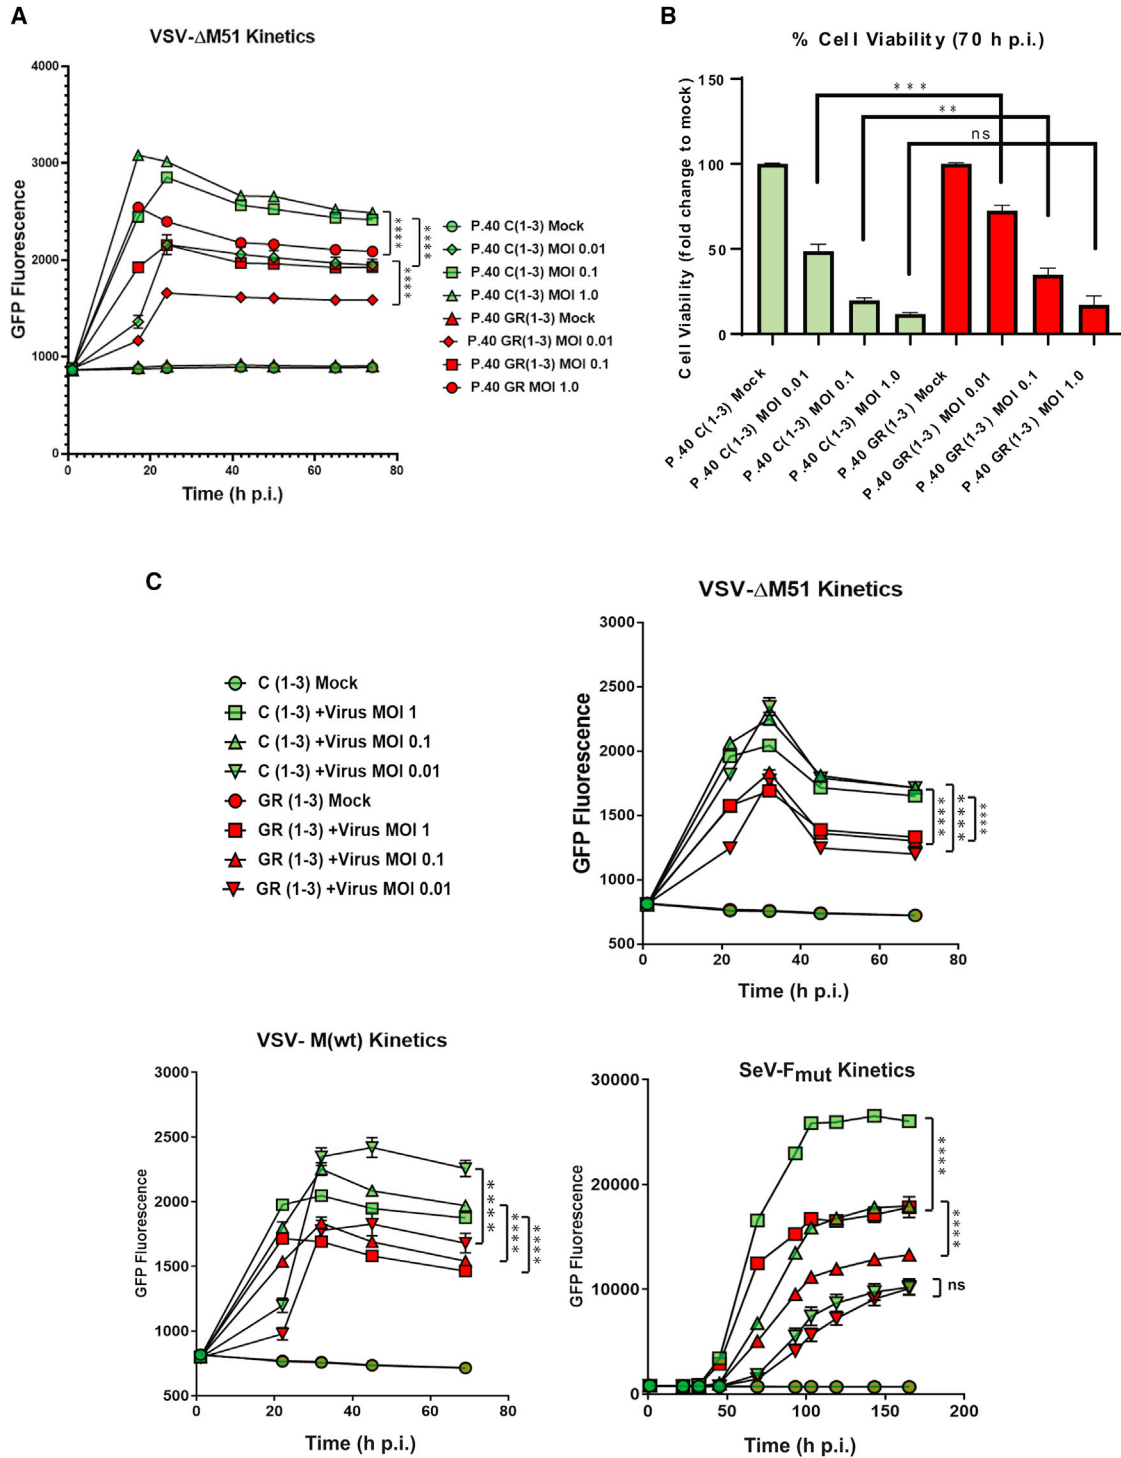 A
VSV-ΔM51 Kinetics
GFP Fluorescence
4000
3000
2000
1000
0
0 20 40 60 80
Time (h p.i.)
****
****
****
P.40 C(1-3) Mock
P.40 C(1-3) MOI 0.01
P.40 C(1-3) MOI 0.1
P.40 C(1-3) MOI 1.0
P.40 GR(1-3) Mock
P.40 GR(1-3) MOI 0.01
P.40 GR(1-3) MOI 0.1
P.40 GR MOI 1.0
B
% Cell Viability (70 h p.i.)
Cell Viability (fold change to mock)
150
100
50
0
***
**
ns
P.40 C(1-3) Mock
P.40 C(1-3) MOI 0.01
P.40 C(1-3) MOI 0.1
P.40 C(1-3) MOI 1.0
P.40 GR(1-3) Mock
P.40 GR(1-3) MOI 0.01
P.40 GR(1-3) MOI 0.1
P.40 GR(1-3) MOI 1.0
C
C (1-3) Mock
C (1-3) +Virus MOI 1
C (1-3) +Virus MOI 0.1
C (1-3) +Virus MOI 0.01
GR (1-3) Mock
GR (1-3) +Virus MOI 1
GR (1-3) +Virus MOI 0.1
GR (1-3) +Virus MOI 0.01
VSV-ΔM51 Kinetics
GFP Fluorescence
3000
2500
2000
1500
1000
500
0 20 40 60 80
Time (h p.i.)
****
****
****
VSV- M(wt) Kinetics
GFP Fluorescence
3000
2500
2000
1500
1000
500
0 20 40 60 80
Time (h p.i.)
****
****
****
SeV-Fmut Kinetics
GFP Fluorescence
30000
20000
10000
0
0 50 100 150 200
Time (h p.i.)
****
****
ns